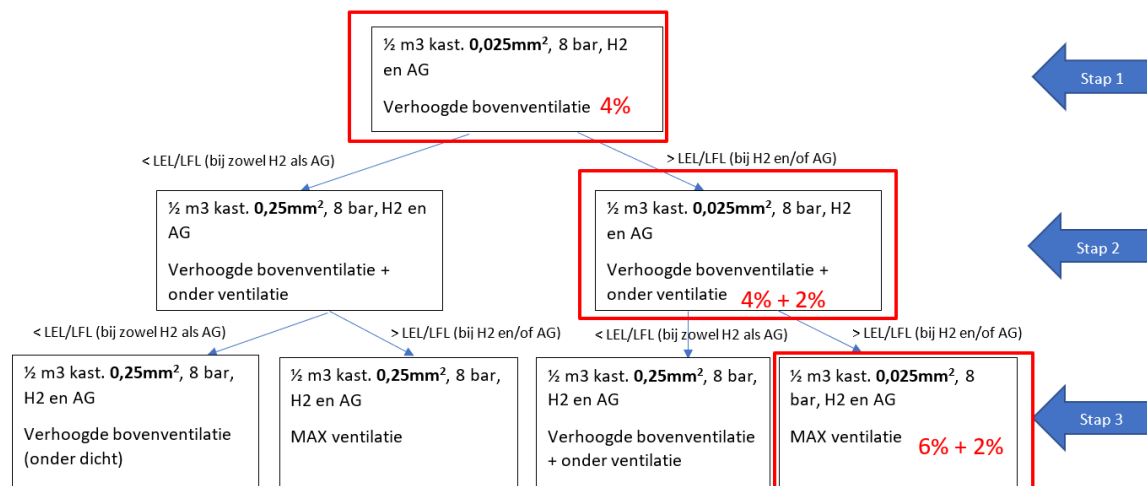 ½ m3 kast. 0,025mm², 8 bar, H2
en AG
Verhoogde bovenventilatie 4%
Stap 1
< LEL/LFL (bij zowel H2 als AG)
> LEL/LFL (bij H2 en/of AG)
½ m3 kast. 0,25mm², 8 bar, H2 en
AG
Verhoogde bovenventilatie +
onder ventilatie
½ m3 kast. 0,025mm², 8 bar, H2
en AG
Verhoogde bovenventilatie +
onder ventilatie 4% + 2%
Stap 2
< LEL/LFL (bij zowel H2 als AG)
> LEL/LFL (bij H2 en/of AG)
< LEL/LFL (bij zowel H2 als AG)
> LEL/LFL (bij H2 en/of AG)
½ m3 kast. 0,25mm², 8 bar,
H2 en AG
Verhoogde bovenventilatie
(onder dicht)
½ m3 kast. 0,25mm², 8 bar,
H2 en AG
MAX ventilatie
½ m3 kast. 0,25mm², 8 bar,
H2 en AG
Verhoogde bovenventilatie
+ onder ventilatie
½ m3 kast. 0,025mm², 8
bar, H2 en AG
MAX ventilatie 6% + 2%
Stap 3